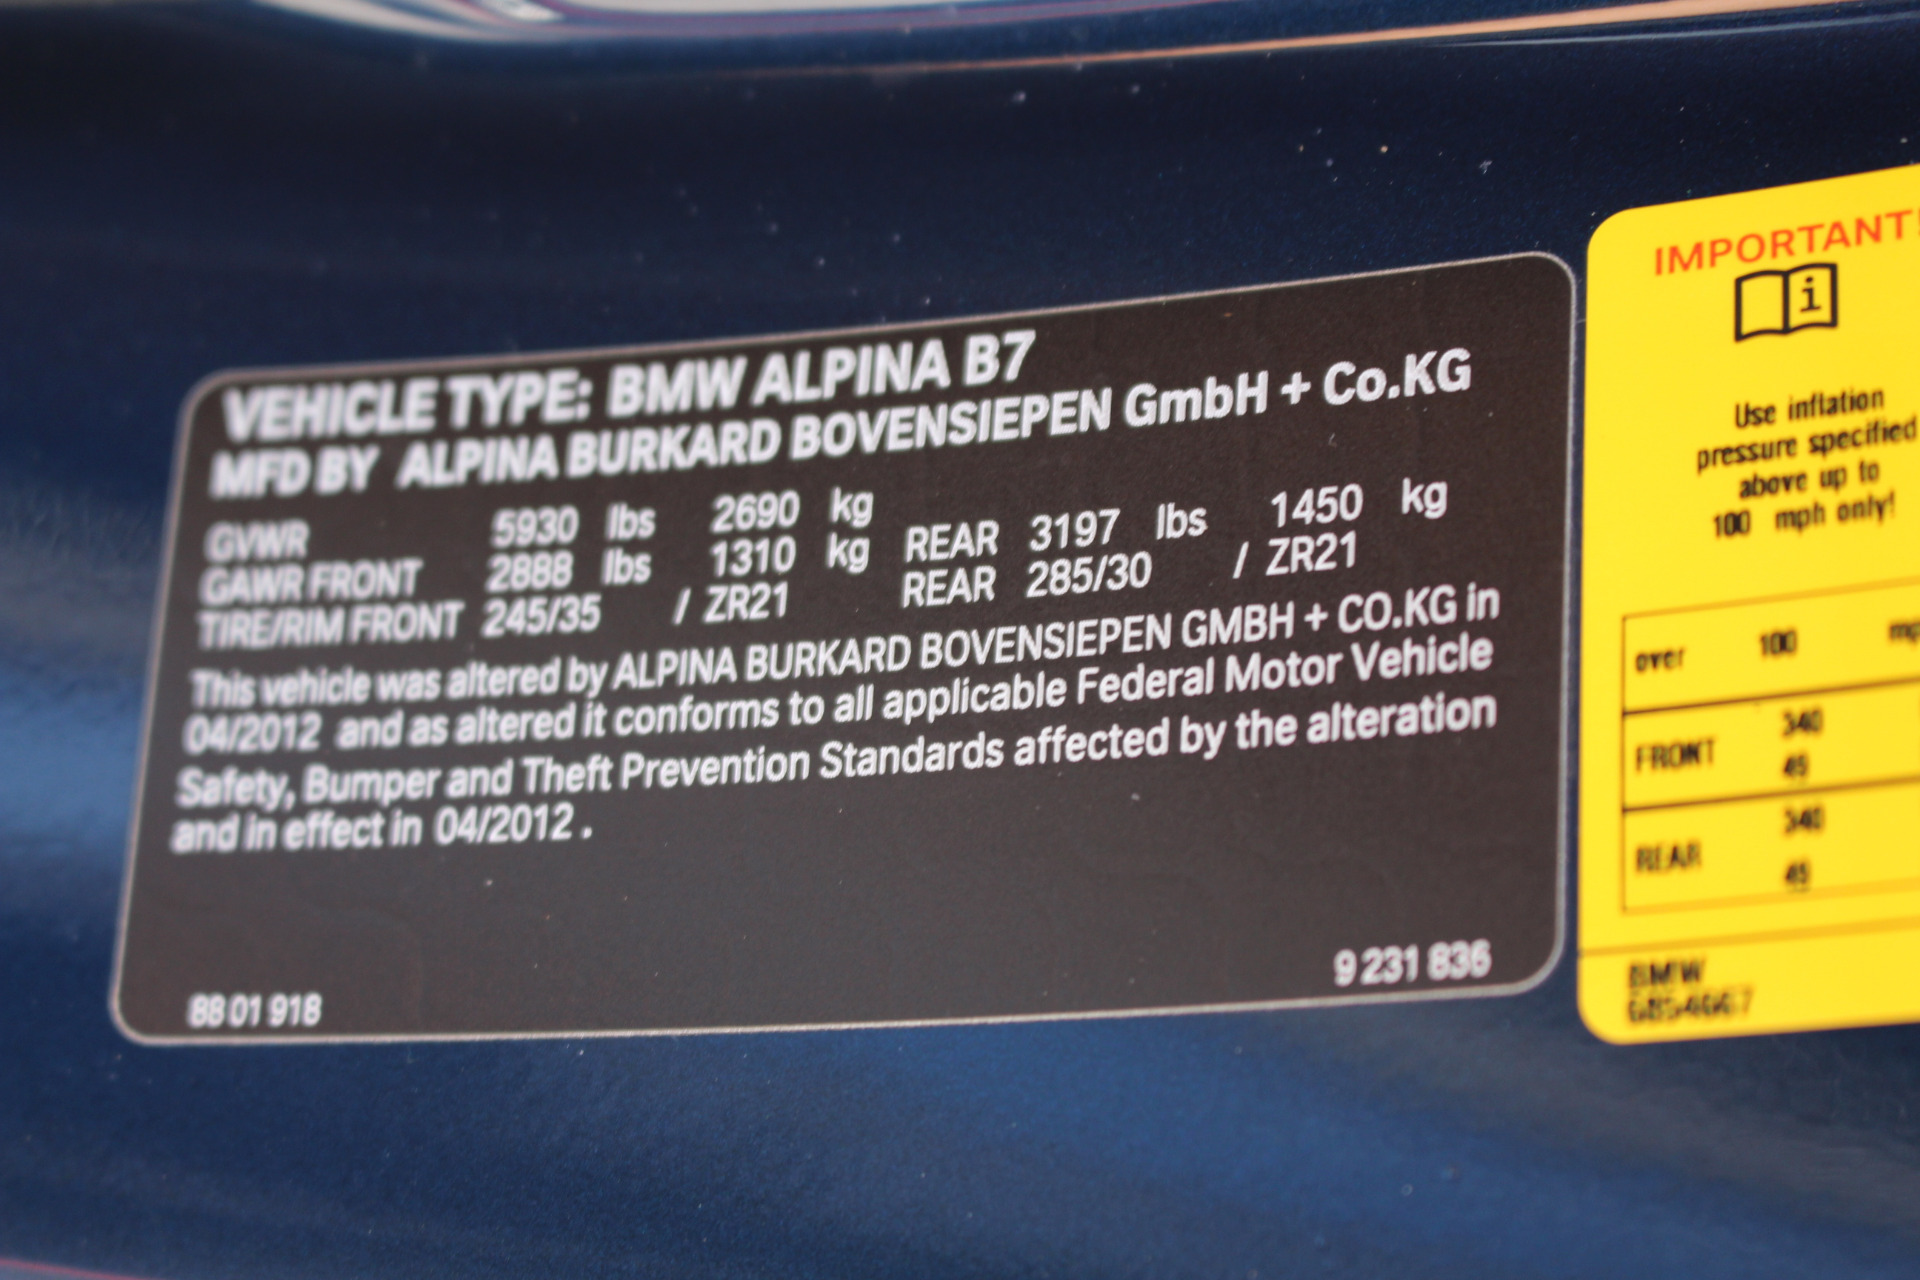 VEHICLE TYPE: BMW ALPINA B7
MFD BY ALPINA BURKARD BOVENSIEPEN GmbH + Co.KG
GVWR 5930 lbs 2690 kg
GAWR FRONT 2888 lbs 1310 kg REAR 3197 lbs 1450 kg
TIRE/RIM FRONT 245/35 / ZR21 REAR 285/30 / ZR21
This vehicle was altered by ALPINA BURKARD BOVENSIEPEN GMBH + CO.KG in
04/2012 and as altered it conforms to all applicable Federal Motor Vehicle
Safety, Bumper and Theft Prevention Standards affected by the alteration
and in effect in 04/2012 .
88 01 918
9 231 836
IMPORTANT!
i
Use inflation
pressure specified
above up to
100 mph only!
over 100
FRONT 340
45
REAR 340
45
BMW